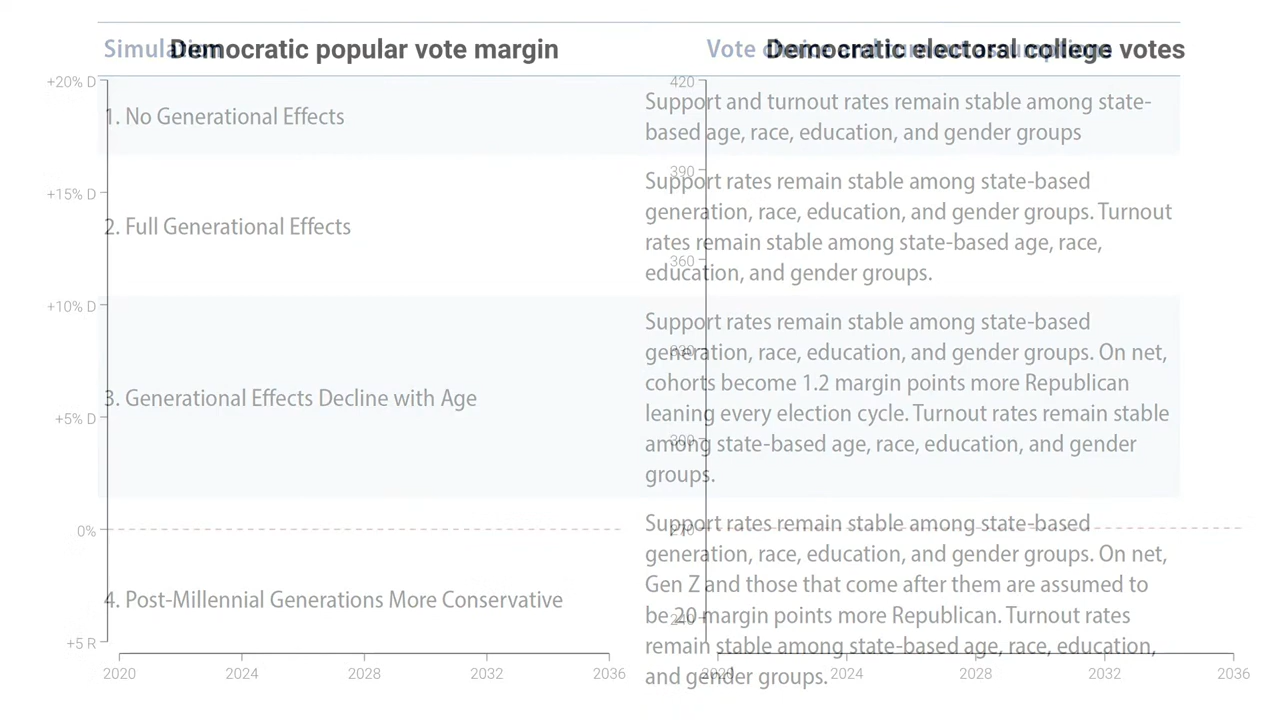 Simulation
Democratic popular vote margin
Democratic electoral college votes
1. No Generational Effects
Support and turnout rates remain stable among state-
based age, race, education, and gender groups
2. Full Generational Effects
Support rates remain stable among state-based
generation, race, education, and gender groups. Turnout
rates remain stable among state-based age, race,
education, and gender groups.
3. Generational Effects Decline with Age
Support rates remain stable among state-based
generation, race, education, and gender groups. On net,
cohorts become 1.2 margin points more Republican
leaning every election cycle. Turnout rates remain stable
among state-based age, race, education, and gender
groups.
4. Post-Millennial Generations More Conservative
Support rates remain stable among state-based
generation, race, education, and gender groups. On net,
Gen Z and those that come after them are assumed to
be 20 margin points more Republican. Turnout rates
remain stable among state-based age, race, education,
and gender groups.
+20% D
+15% D
+10% D
+5% D
0%
+5 R
2020 2024 2028 2032 2036
420
390
360
330
300
270
240
2020 2024 2028 2032 2036